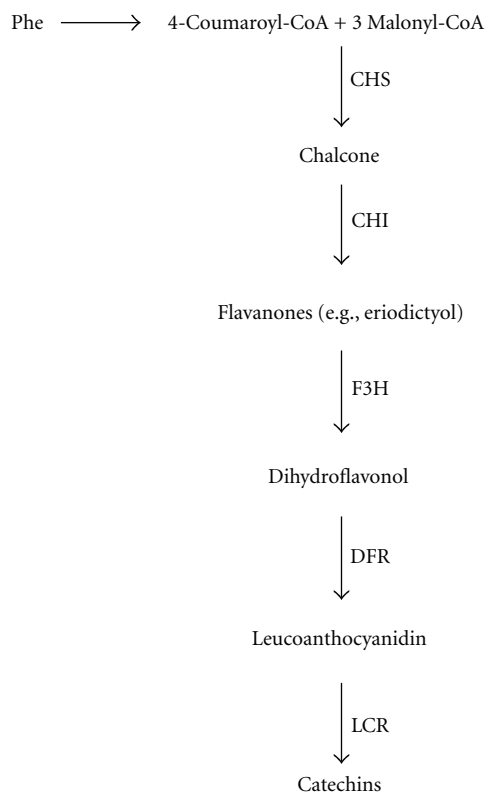 Phe 4-Coumaroyl-CoA + 3 Malonyl-CoA
CHS
Chalcone
CHI
Flavanones (e.g., eriodictyol)
F3H
Dihydroflavonol
DFR
Leucoanthocyanidin
LCR
Catechins